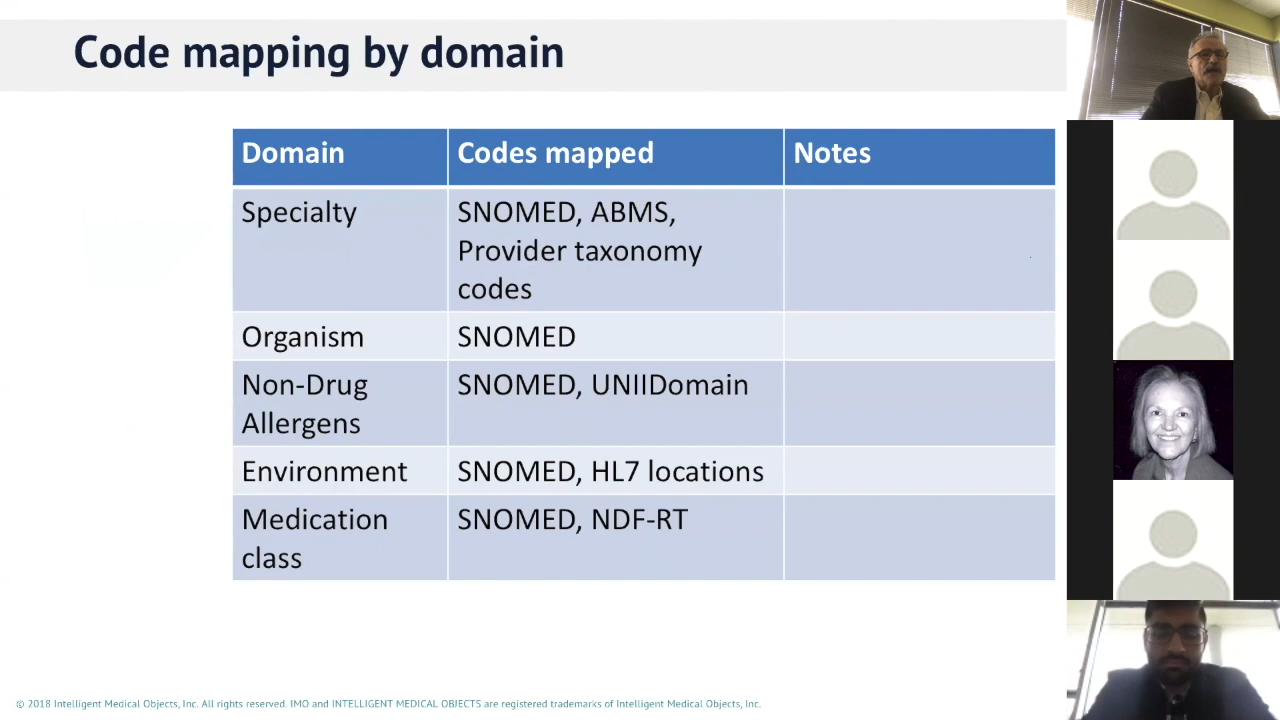 Code mapping by domain
Domain
Codes mapped
Notes
Specialty
SNOMED, ABMS,
Provider taxonomy
codes
Organism
SNOMED
Non-Drug
Allergens
SNOMED, UNIIDomain
Environment
SNOMED, HL7 locations
Medication
class
SNOMED, NDF-RT
© 2018 Intelligent Medical Objects, Inc. All rights reserved. IMO and INTELLIGENT MEDICAL OBJECTS are registered trademarks of Intelligent Medical Objects, Inc.